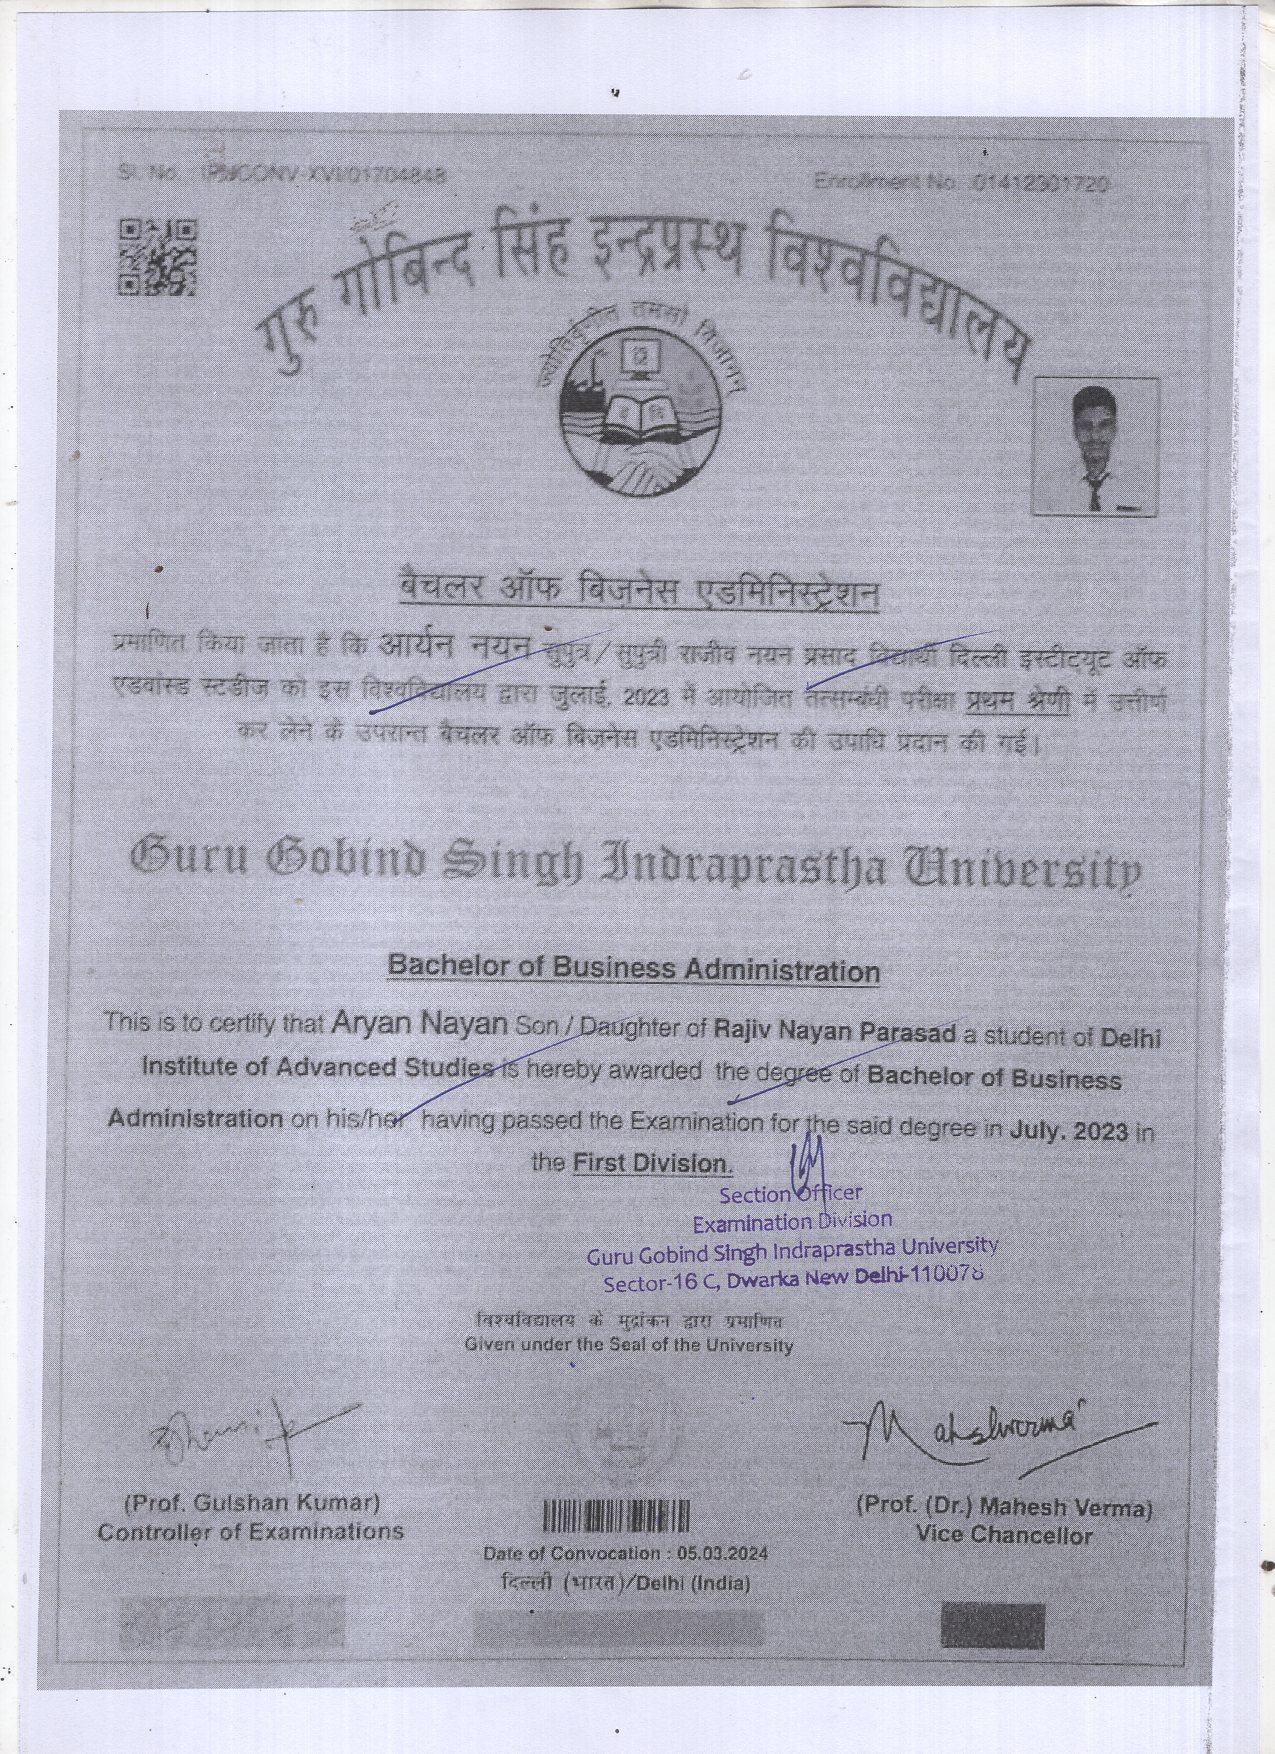 Sl. No. : IPMCONV-XVI/01704848
Enrollment No. :01412301720
गुरु गोबिन्द सिंह इन्द्रप्रस्थ विश्वविद्यालय
बैचलर ऑफ बिजनेस एडमिनिस्ट्रेशन
प्रमाणित किया जाता है कि आर्यन नयन सुपुत्र/सुपुत्री राजीव नयन प्रसाद विद्यार्थी दिल्ली इंस्टीट्यूट ऑफ
एडवांस्ड स्टडीज को इस विश्वविद्यालय द्वारा जुलाई, 2023 में आयोजित तत्सम्बंधी परीक्षा प्रथम श्रेणी में उत्तीर्ण
कर लेने के उपरान्त बैचलर ऑफ बिजनेस एडमिनिस्ट्रेशन की उपाधि प्रदान की गई।
Guru Gobind Singh Indraprastha University
Bachelor of Business Administration
This is to certify that Aryan Nayan Son / Daughter of Rajiv Nayan Parasad a student of Delhi
Institute of Advanced Studies is hereby awarded the degree of Bachelor of Business
Administration on his/her having passed the Examination for the said degree in July, 2023 in
the First Division.
Section Officer
Examination Division
Guru Gobind Singh Indraprastha University
Sector-16 C, Dwarka New Delhi-110078
विश्वविद्यालय के मुद्रांकन द्वारा प्रमाणित
Given under the Seal of the University
(Prof. Gulshan Kumar)
Controller of Examinations
(Prof. (Dr.) Mahesh Verma)
Vice Chancellor
Date of Convocation : 05.03.2024
दिल्ली (भारत)/Delhi (India)